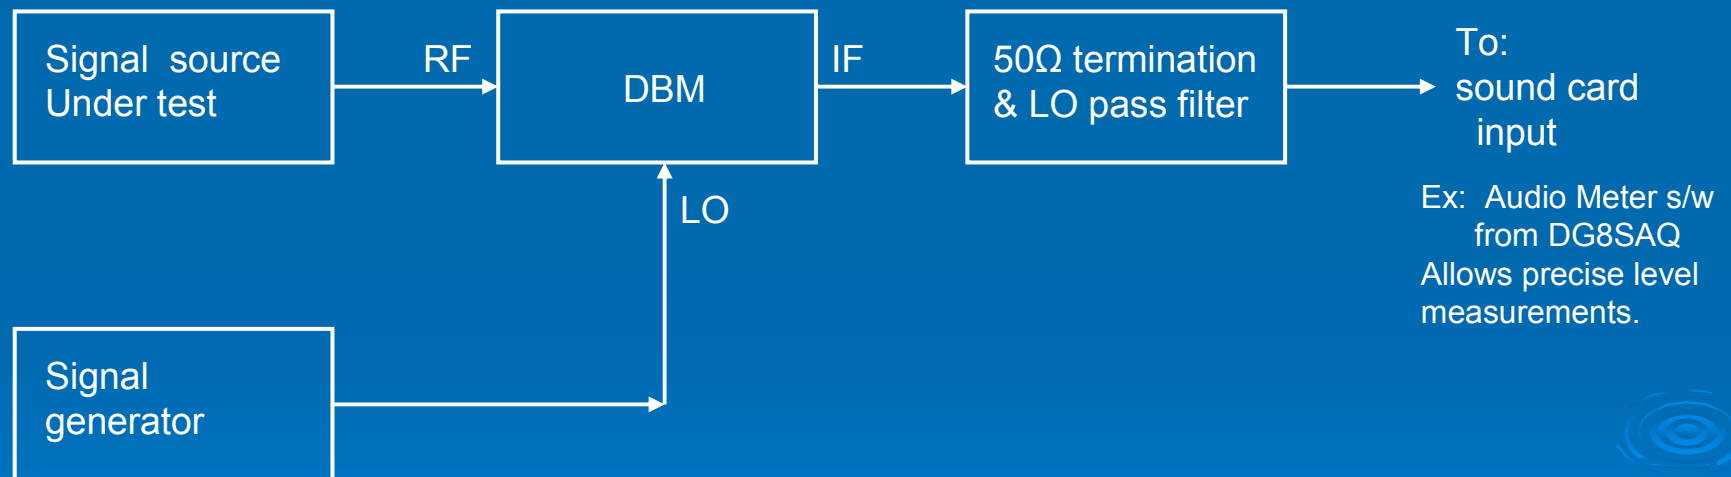 Signal source
Under test
RF
DBM
IF
50Ω termination
& LO pass filter
To:
sound card
input
LO
Ex: Audio Meter s/w
from DG8SAQ
Allows precise level
measurements.
Signal
generator